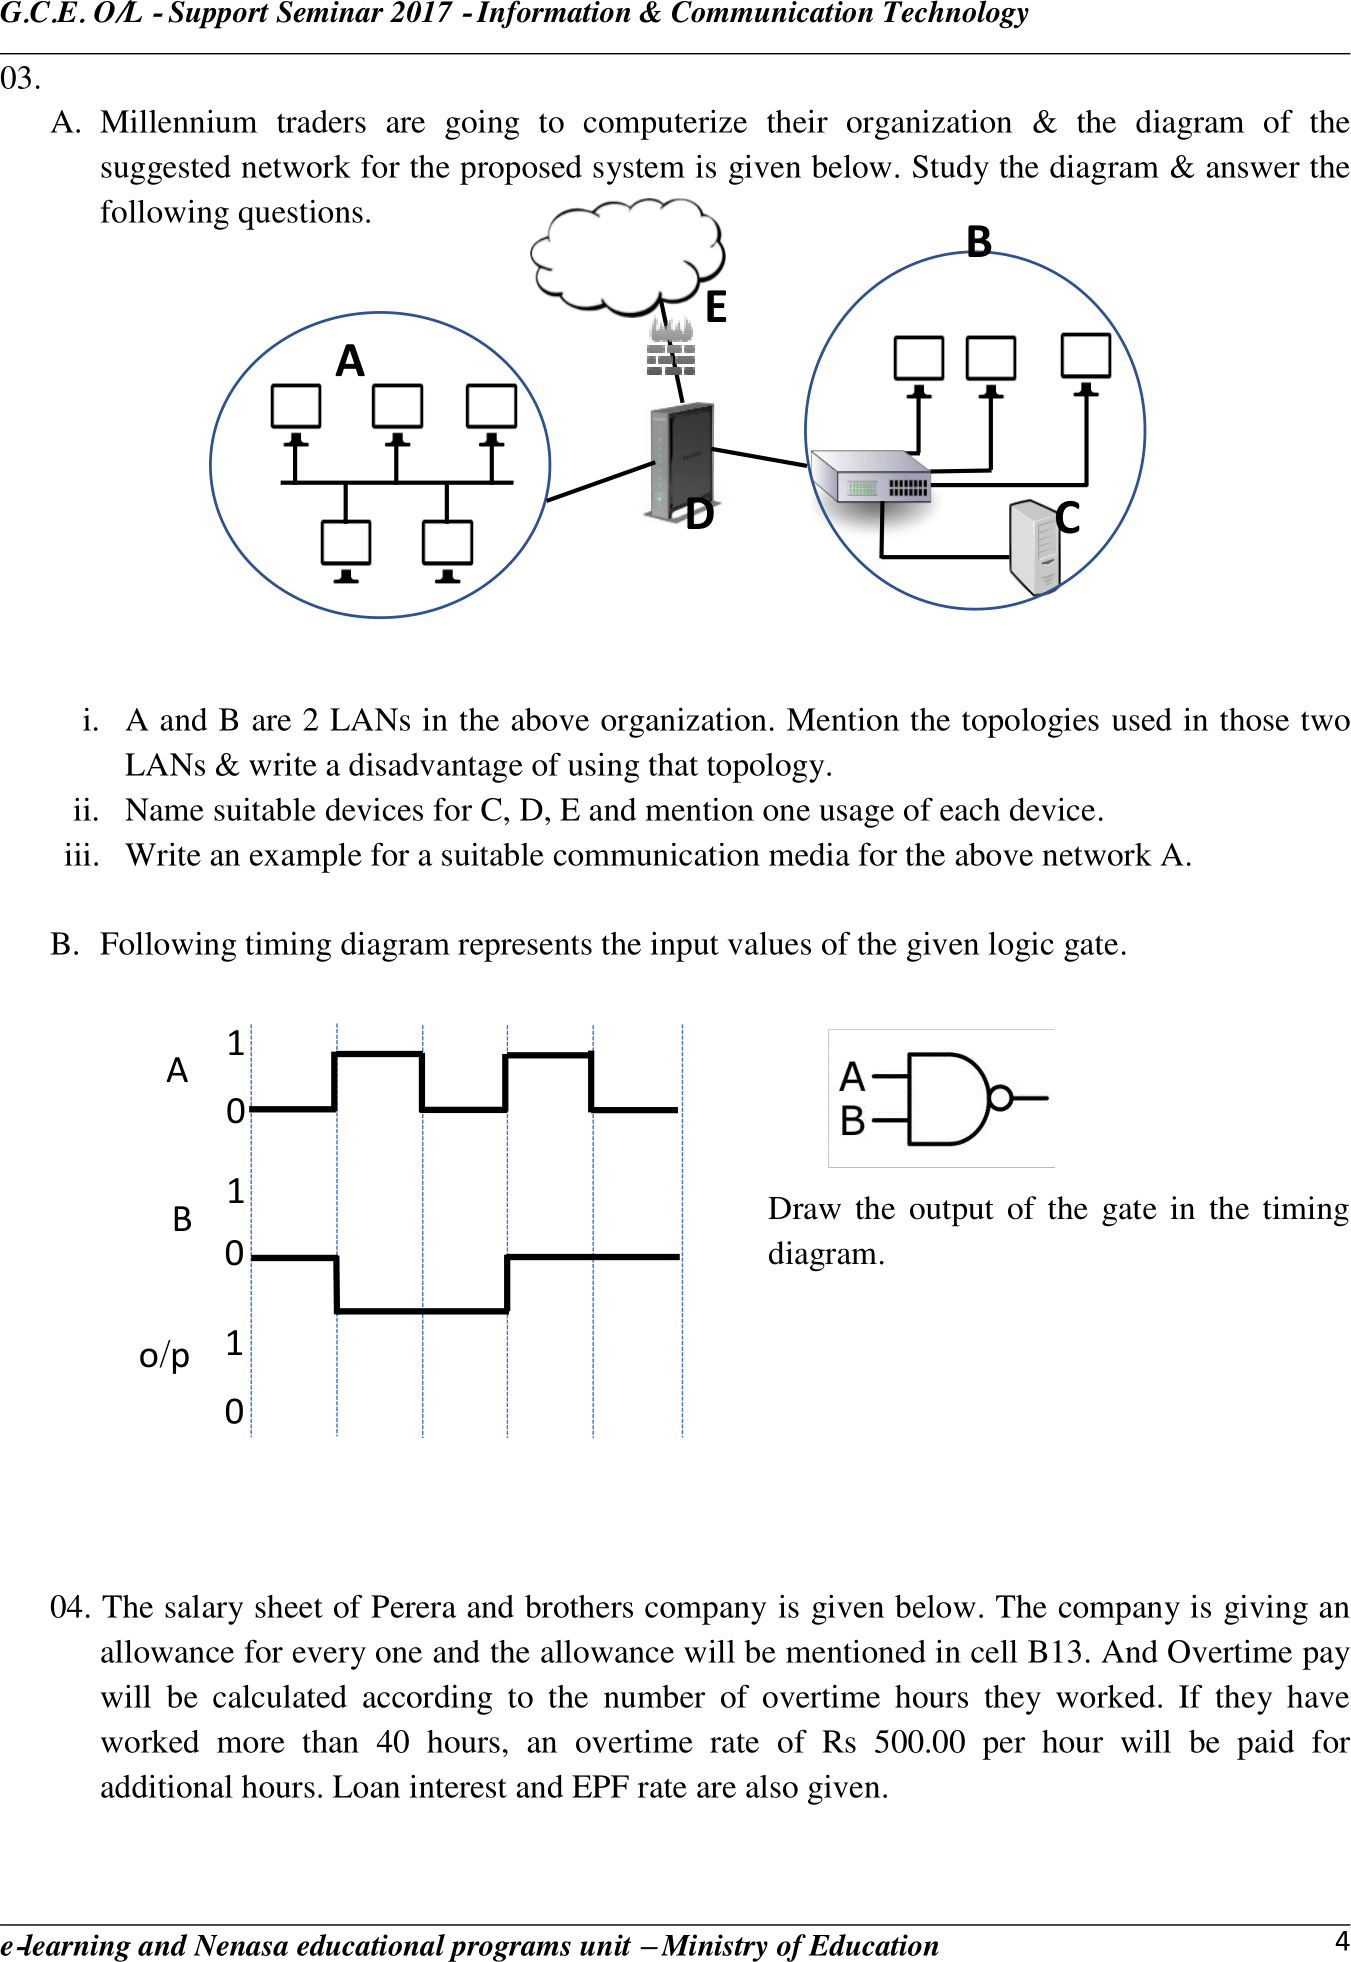 G.C.E. O/L - Support Seminar 2017 - Information & Communication Technology
03.
A. Millennium traders are going to computerize their organization & the diagram of the
suggested network for the proposed system is given below. Study the diagram & answer the
following questions.
B
E
A
D
C
i. A and B are 2 LANs in the above organization. Mention the topologies used in those two
LANs & write a disadvantage of using that topology.
ii. Name suitable devices for C, D, E and mention one usage of each device.
iii. Write an example for a suitable communication media for the above network A.
B. Following timing diagram represents the input values of the given logic gate.
1
A
0
1
B
0
1
o/p
0
A
B
Draw the output of the gate in the timing
diagram.
04. The salary sheet of Perera and brothers company is given below. The company is giving an
allowance for every one and the allowance will be mentioned in cell B13. And Overtime pay
will be calculated according to the number of overtime hours they worked. If they have
worked more than 40 hours, an overtime rate of Rs 500.00 per hour will be paid for
additional hours. Loan interest and EPF rate are also given.
e-learning and Nenasa educational programs unit – Ministry of Education
4